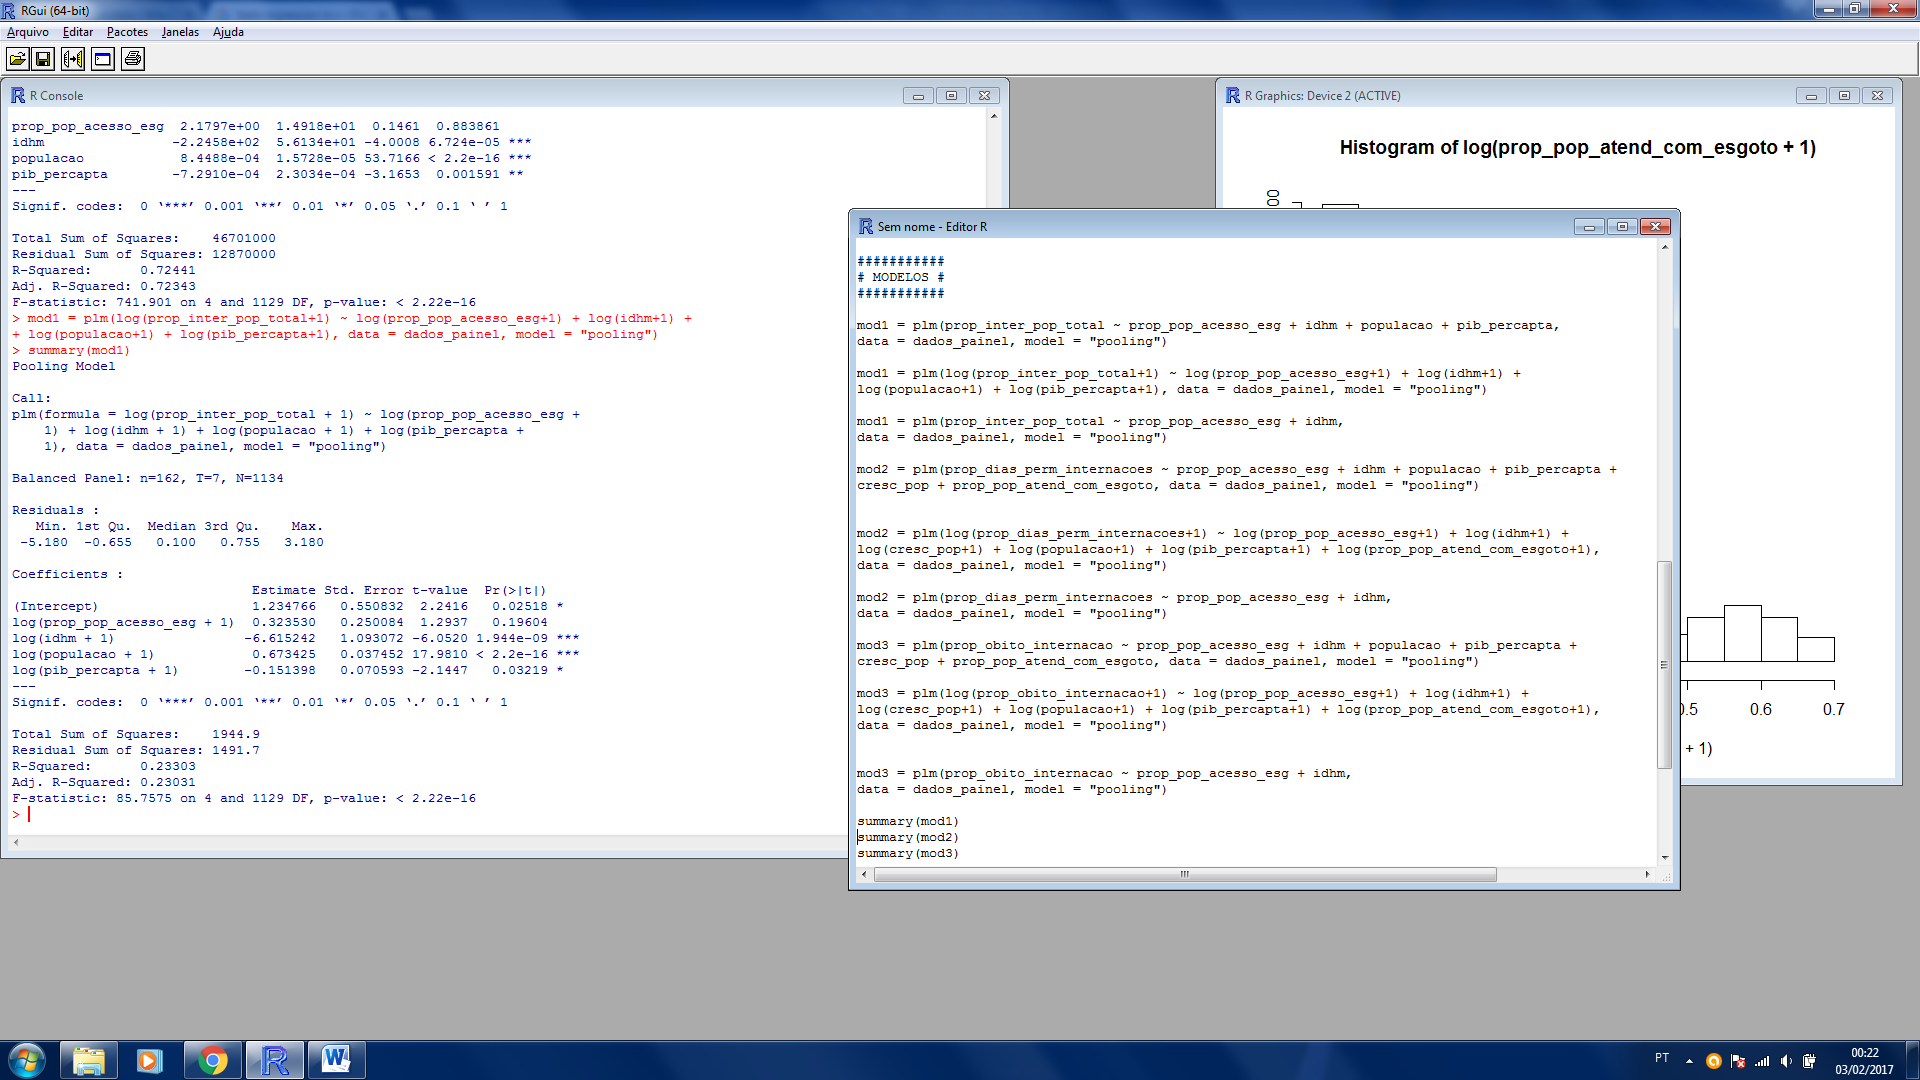 RGui (64-bit)
Arquivo Editar Pacotes Janelas Ajuda
R Console
prop_pop_acesso_esg  2.1797e+00  1.4918e+01  0.1461  0.883861
idhm                -2.2458e+02  5.6134e+01 -4.0008 6.724e-05 ***
populacao            8.4488e-04  1.5728e-05 53.7166 < 2.2e-16 ***
pib_percapta        -7.2910e-04  2.3034e-04 -3.1653  0.001591 **
---
Signif. codes:  0 ‘***’ 0.001 ‘**’ 0.01 ‘*’ 0.05 ‘.’ 0.1 ‘ ’ 1
Total Sum of Squares:    46701000
Residual Sum of Squares: 12870000
R-Squared:      0.72441
Adj. R-Squared: 0.72343
F-statistic: 741.901 on 4 and 1129 DF, p-value: < 2.22e-16
> mod1 = plm(log(prop_inter_pop_total+1) ~ log(prop_pop_acesso_esg+1) + log(idhm+1) +
+ log(populacao+1) + log(pib_percapta+1), data = dados_painel, model = "pooling")
> summary(mod1)
Pooling Model
Call:
plm(formula = log(prop_inter_pop_total + 1) ~ log(prop_pop_acesso_esg +
    1) + log(idhm + 1) + log(populacao + 1) + log(pib_percapta +
    1), data = dados_painel, model = "pooling")
Balanced Panel: n=162, T=7, N=1134
Residuals :
   Min. 1st Qu.  Median 3rd Qu.    Max.
 -5.180  -0.655   0.100   0.755   3.180
Coefficients :
                              Estimate Std. Error t-value  Pr(>|t|)
(Intercept)                   1.234766   0.550832  2.2416   0.02518 *
log(prop_pop_acesso_esg + 1)  0.323530   0.250084  1.2937   0.19604
log(idhm + 1)                -6.615242   1.093072 -6.0520 1.944e-09 ***
log(populacao + 1)            0.673425   0.037452 17.9810 < 2.2e-16 ***
log(pib_percapta + 1)        -0.151398   0.070593 -2.1447   0.03219 *
---
Signif. codes:  0 ‘***’ 0.001 ‘**’ 0.01 ‘*’ 0.05 ‘.’ 0.1 ‘ ’ 1
Total Sum of Squares:    1944.9
Residual Sum of Squares: 1491.7
R-Squared:      0.23303
Adj. R-Squared: 0.23031
F-statistic: 85.7575 on 4 and 1129 DF, p-value: < 2.22e-16
>
R Graphics: Device 2 (ACTIVE)
Histogram of log(prop_pop_atend_com_esgoto + 1)
00
0.5 0.6 0.7
+ 1)
Sem nome - Editor R
###########
# MODELOS #
###########
mod1 = plm(prop_inter_pop_total ~ prop_pop_acesso_esg + idhm + populacao + pib_percapta,
data = dados_painel, model = "pooling")
mod1 = plm(log(prop_inter_pop_total+1) ~ log(prop_pop_acesso_esg+1) + log(idhm+1) +
log(populacao+1) + log(pib_percapta+1), data = dados_painel, model = "pooling")
mod1 = plm(prop_inter_pop_total ~ prop_pop_acesso_esg + idhm,
data = dados_painel, model = "pooling")
mod2 = plm(prop_dias_perm_internacoes ~ prop_pop_acesso_esg + idhm + populacao + pib_percapta +
cresc_pop + prop_pop_atend_com_esgoto, data = dados_painel, model = "pooling")
mod2 = plm(log(prop_dias_perm_internacoes+1) ~ log(prop_pop_acesso_esg+1) + log(idhm+1) +
log(cresc_pop+1) + log(populacao+1) + log(pib_percapta+1) + log(prop_pop_atend_com_esgoto+1),
data = dados_painel, model = "pooling")
mod2 = plm(prop_dias_perm_internacoes ~ prop_pop_acesso_esg + idhm,
data = dados_painel, model = "pooling")
mod3 = plm(prop_obito_internacao ~ prop_pop_acesso_esg + idhm + populacao + pib_percapta +
cresc_pop + prop_pop_atend_com_esgoto, data = dados_painel, model = "pooling")
mod3 = plm(log(prop_obito_internacao+1) ~ log(prop_pop_acesso_esg+1) + log(idhm+1) +
log(cresc_pop+1) + log(populacao+1) + log(pib_percapta+1) + log(prop_pop_atend_com_esgoto+1),
data = dados_painel, model = "pooling")
mod3 = plm(prop_obito_internacao ~ prop_pop_acesso_esg + idhm,
data = dados_painel, model = "pooling")
summary(mod1)
summary(mod2)
summary(mod3)
PT
00:22
03/02/2017